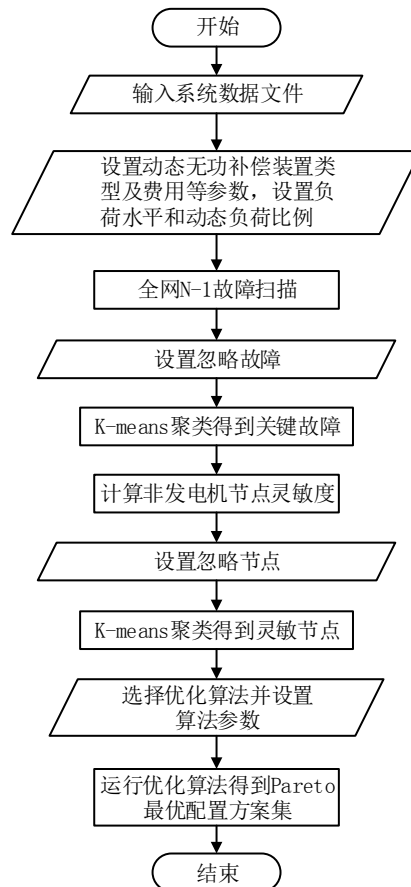 开始
输入系统数据文件
设置动态无功补偿装置类
型及费用等参数，设置负
荷水平和动态负荷比例
全网N-1故障扫描
设置忽略故障
K-means聚类得到关键故障
计算非发电机节点灵敏度
设置忽略节点
K-means聚类得到灵敏节点
选择优化算法并设置
算法参数
运行优化算法得到Pareto
最优配置方案集
结束